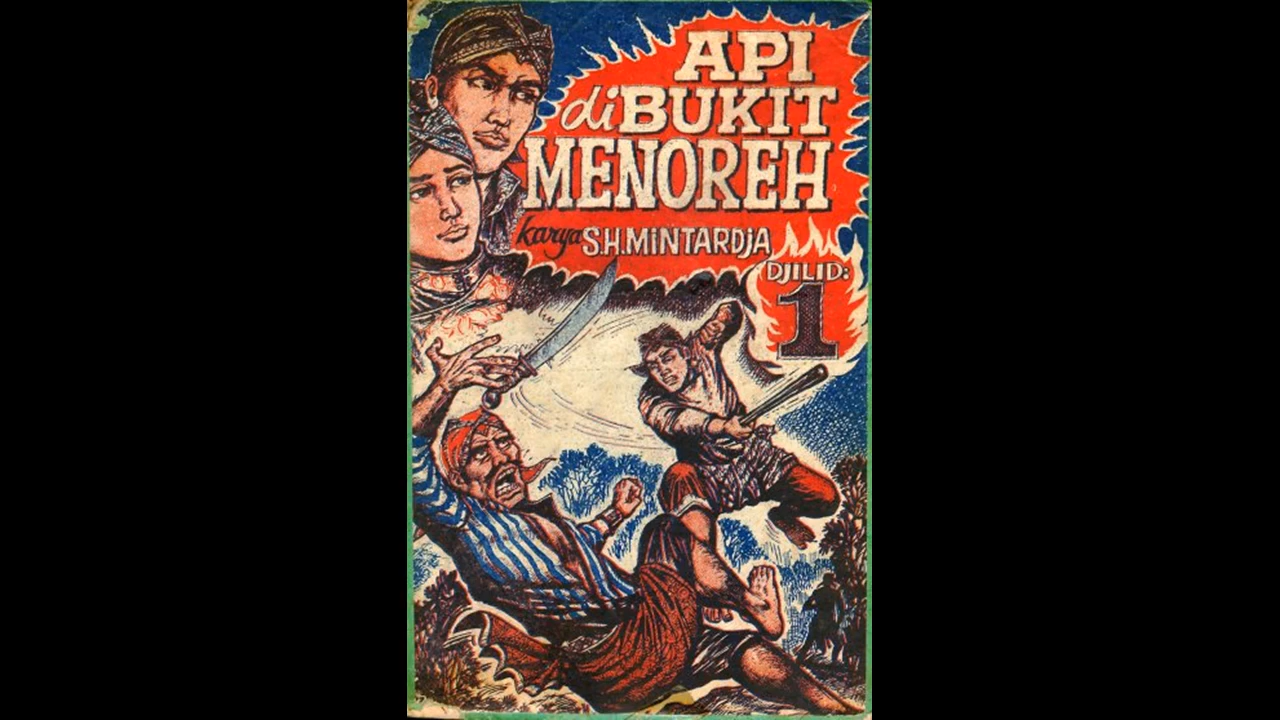 API
di BUKIT
MENOREH
karya S.H.MiNTARDjA
DJILID:
1